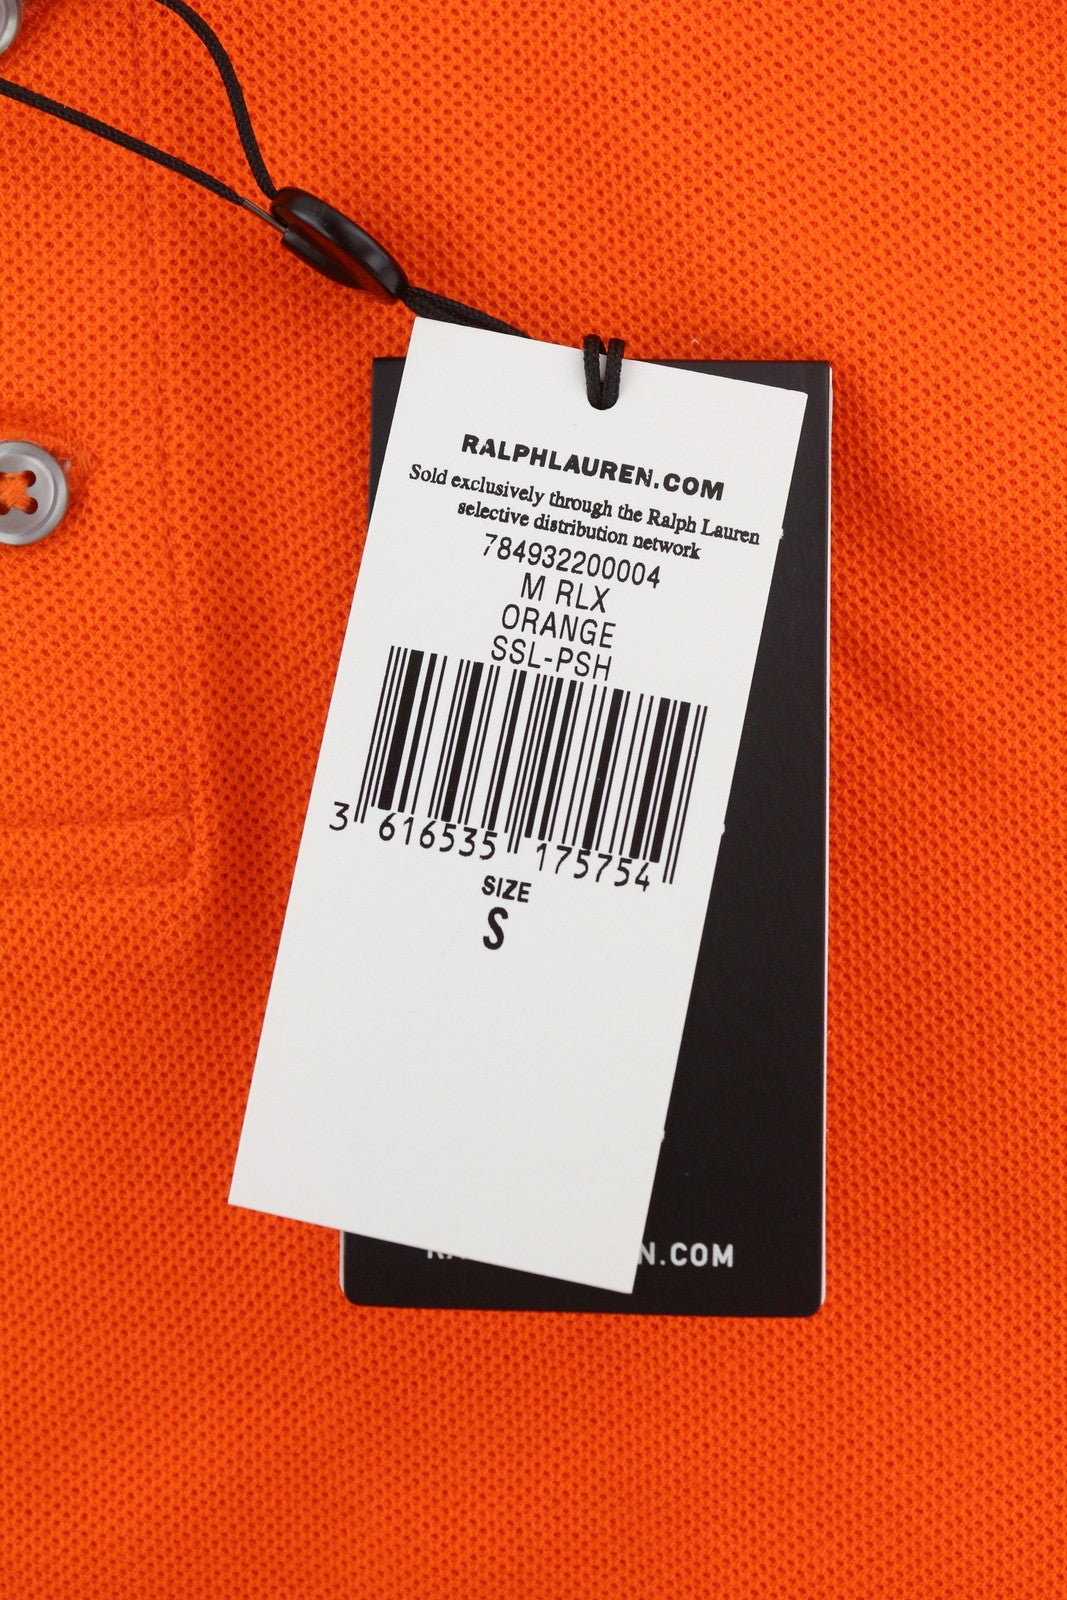 RALPHLAUREN.COM
Sold exclusively through the Ralph Lauren
selective distribution network
784932200004
M RLX
ORANGE
SSL-PSH
3 616535 175754
SIZE
S
N.COM